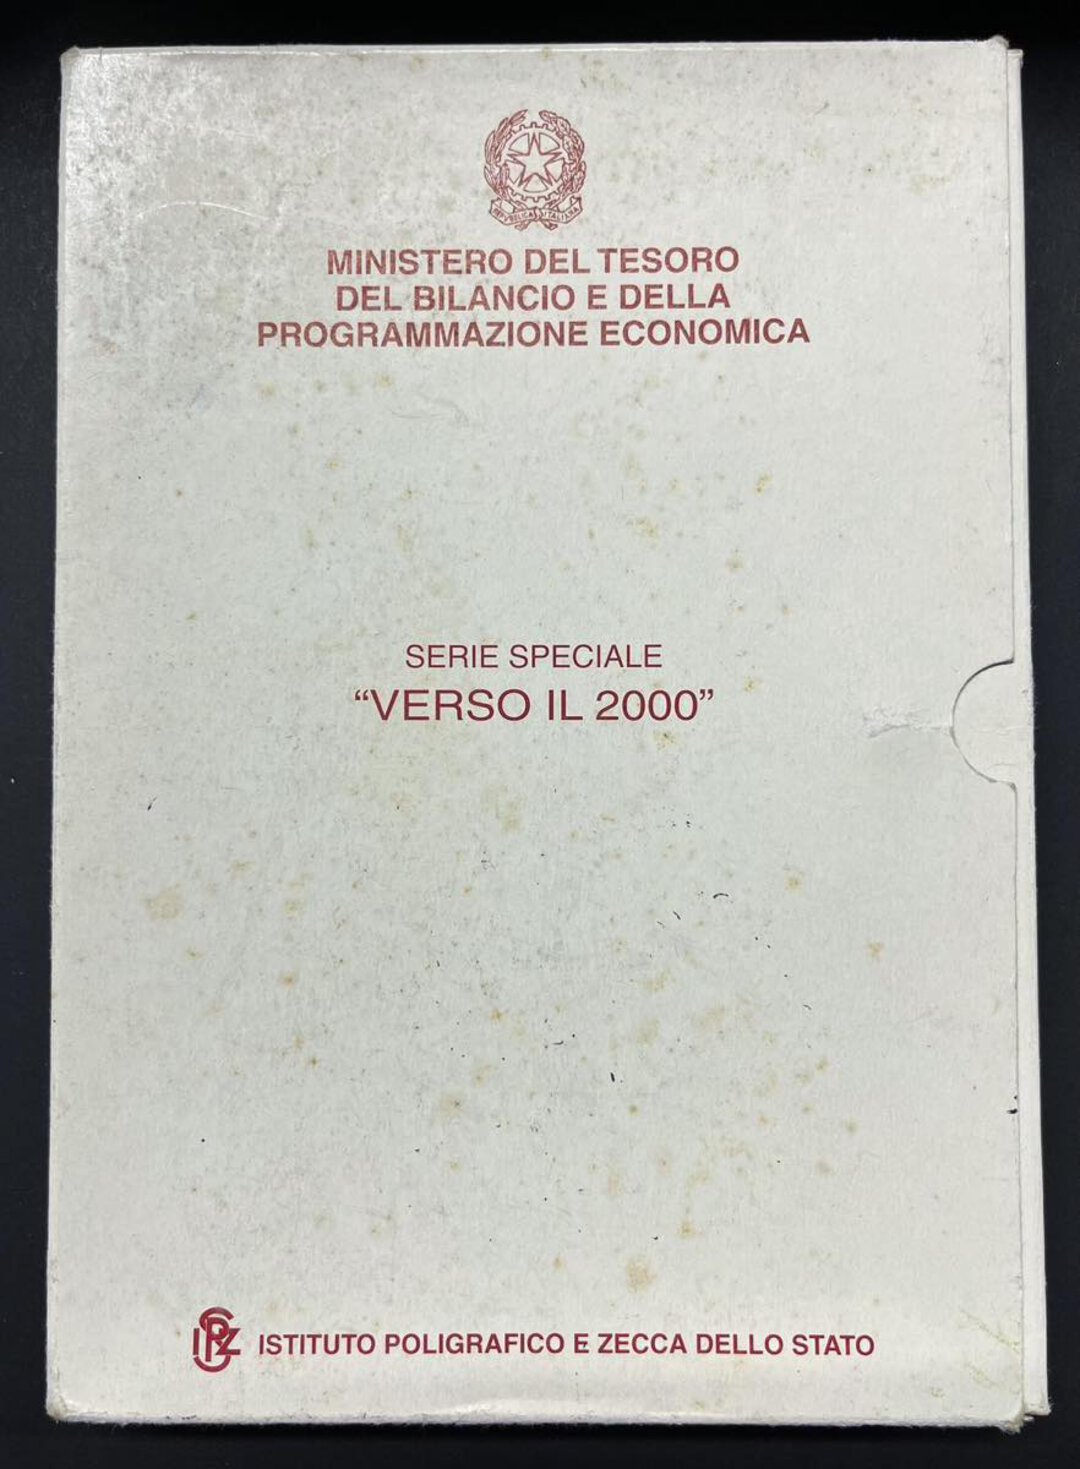 REPVBBLICA ITALIANA
MINISTERO DEL TESORO
DEL BILANCIO E DELLA
PROGRAMMAZIONE ECONOMICA
SERIE SPECIALE
“VERSO IL 2000”
IPZS ISTITUTO POLIGRAFICO E ZECCA DELLO STATO